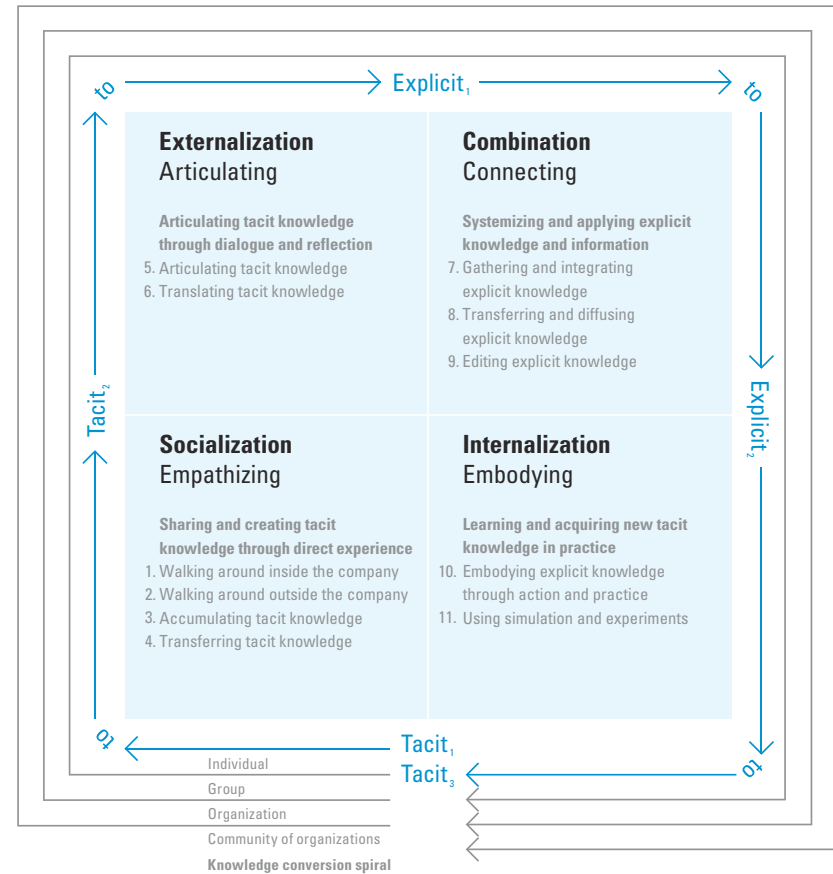 to
Explicit₁
to
Externalization
Articulating
Articulating tacit knowledge
through dialogue and reflection
5. Articulating tacit knowledge
6. Translating tacit knowledge
Combination
Connecting
Systemizing and applying explicit
knowledge and information
7. Gathering and integrating
explicit knowledge
8. Transferring and diffusing
explicit knowledge
9. Editing explicit knowledge
Tacit₂
Explicit₂
Socialization
Empathizing
Sharing and creating tacit
knowledge through direct experience
1. Walking around inside the company
2. Walking around outside the company
3. Accumulating tacit knowledge
4. Transferring tacit knowledge
Internalization
Embodying
Learning and acquiring new tacit
knowledge in practice
10. Embodying explicit knowledge
through action and practice
11. Using simulation and experiments
to
Tacit₁
Tacit₃
to
Individual
Group
Organization
Community of organizations
Knowledge conversion spiral